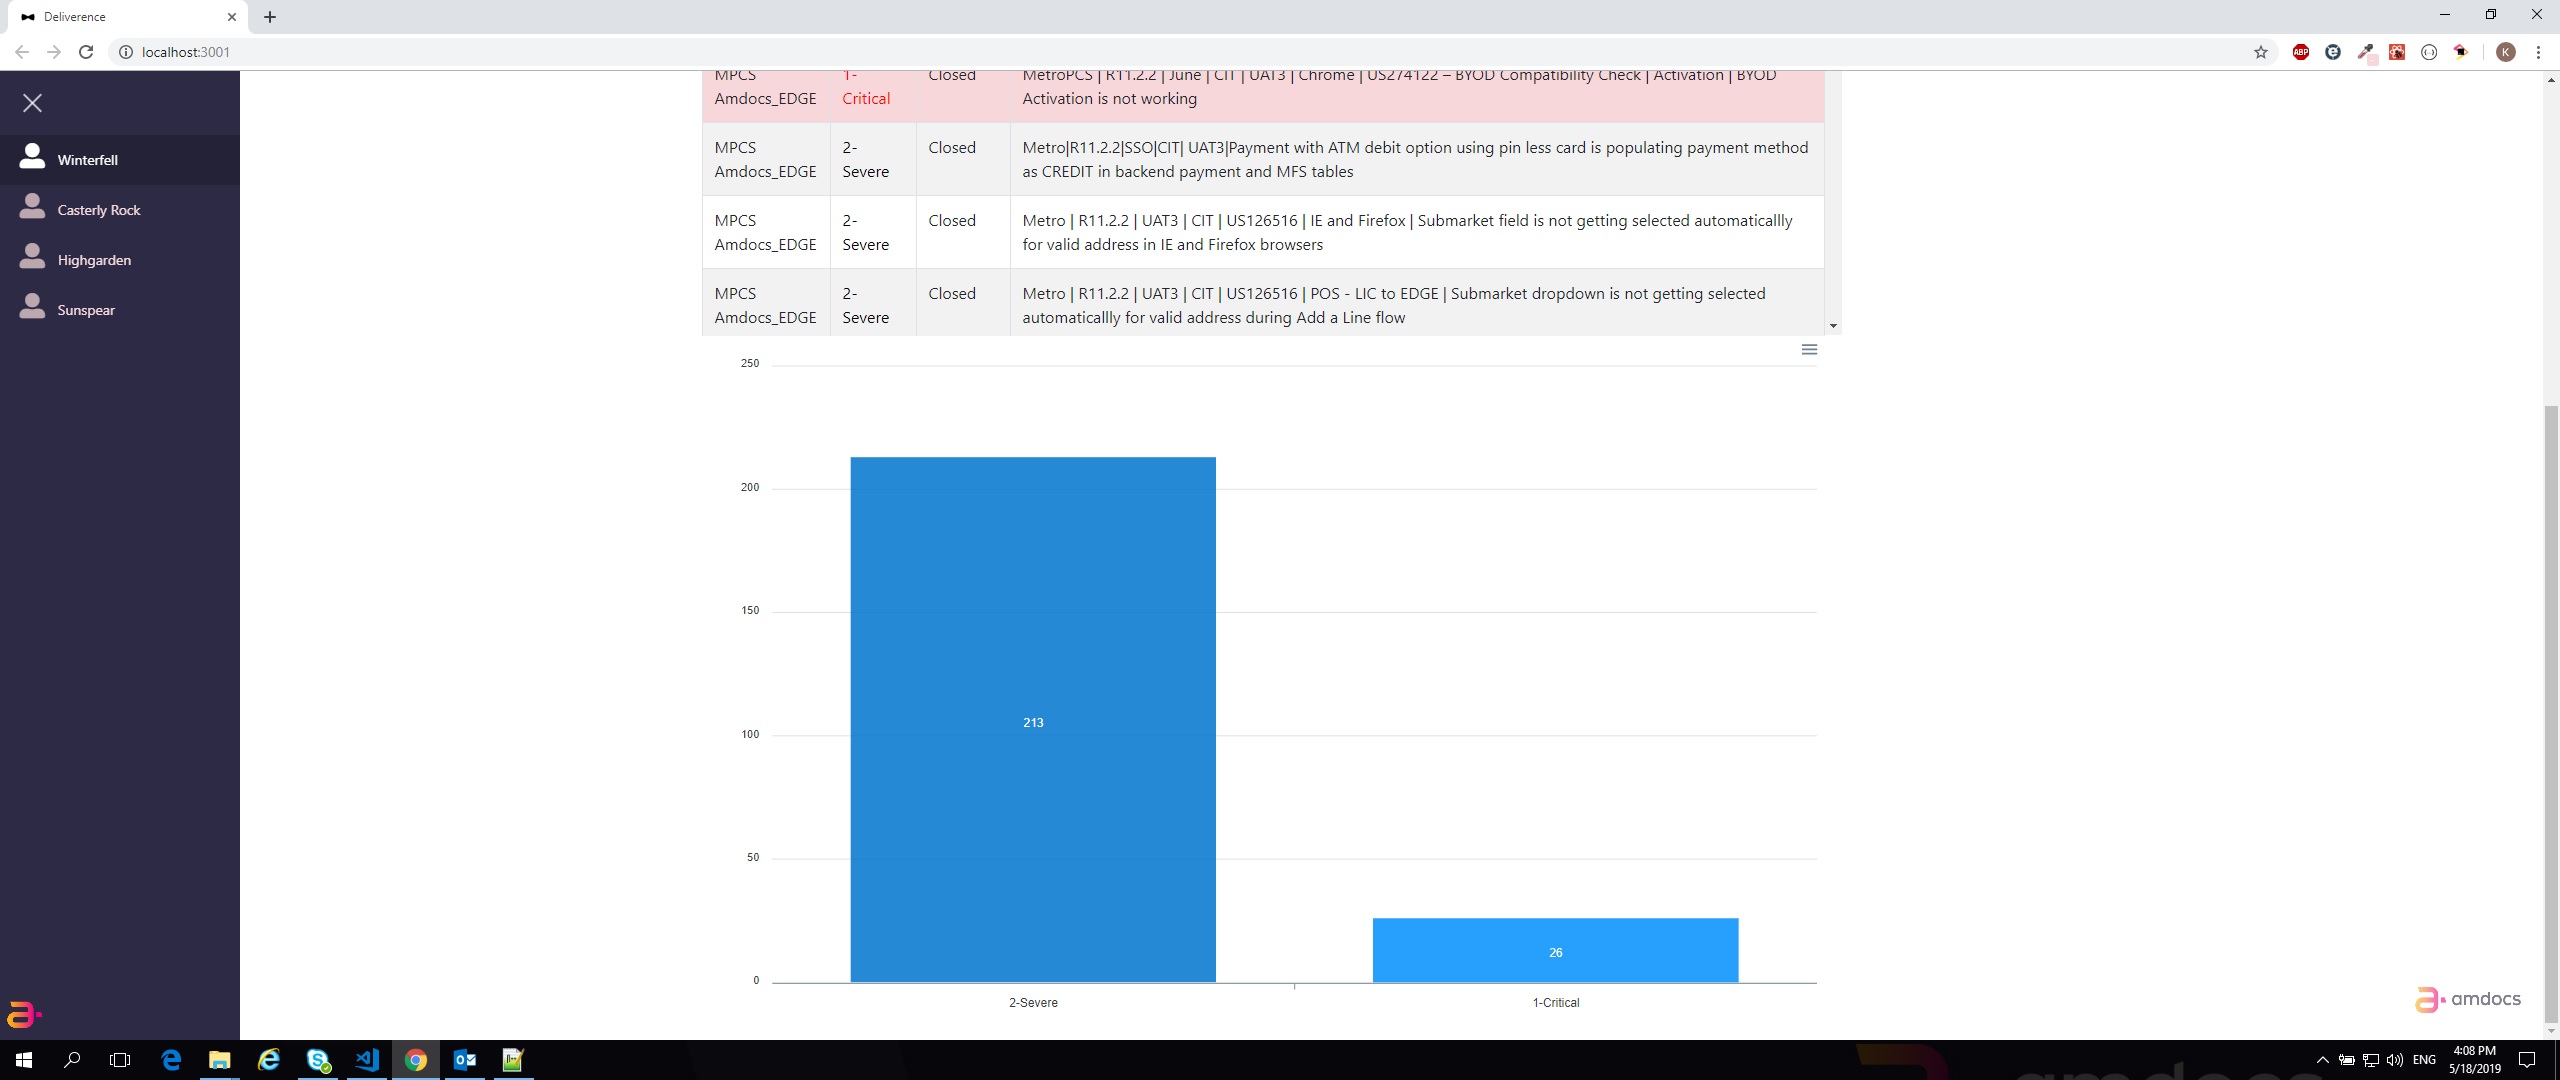 Deliverence
localhost:3001
ABP
K
Winterfell
Casterly Rock
Highgarden
Sunspear
MPCS
Amdocs_EDGE
1-
Critical
Closed
MetroPCS | R11.2.2 | June | CIT | UAT3 | Chrome | US274122 – BYOD Compatibility Check | Activation | BYOD
Activation is not working
MPCS
Amdocs_EDGE
2-
Severe
Closed
Metro|R11.2.2|SSO|CIT| UAT3|Payment with ATM debit option using pin less card is populating payment method
as CREDIT in backend payment and MFS tables
MPCS
Amdocs_EDGE
2-
Severe
Closed
Metro | R11.2.2 | UAT3 | CIT | US126516 | IE and Firefox | Submarket field is not getting selected automaticallly
for valid address in IE and Firefox browsers
MPCS
Amdocs_EDGE
2-
Severe
Closed
Metro | R11.2.2 | UAT3 | CIT | US126516 | POS - LIC to EDGE | Submarket dropdown is not getting selected
automaticallly for valid address during Add a Line flow
250
200
150
100
50
0
213
26
2-Severe
1-Critical
amdocs
ENG
4:08 PM
5/18/2019